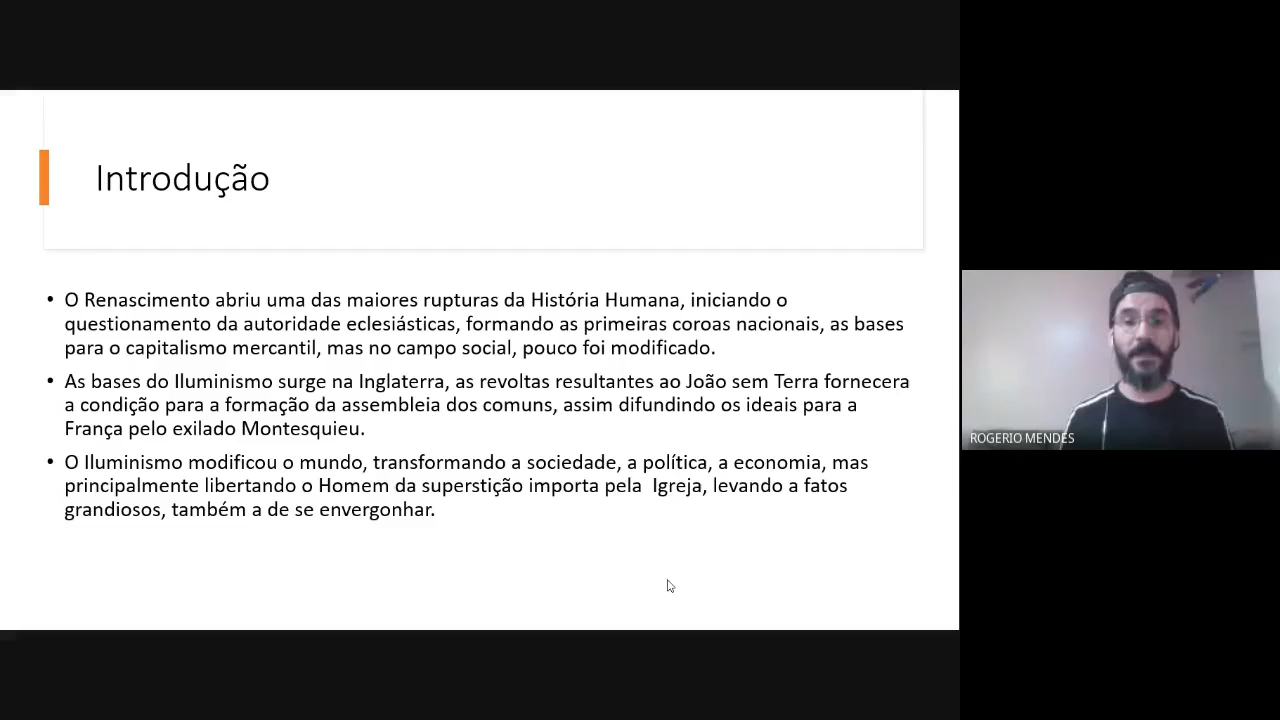 Introdução
• O Renascimento abriu uma das maiores rupturas da História Humana, iniciando o
questionamento da autoridade eclesiásticas, formando as primeiras coroas nacionais, as bases
para o capitalismo mercantil, mas no campo social, pouco foi modificado.
• As bases do Iluminismo surge na Inglaterra, as revoltas resultantes ao João sem Terra fornecera
a condição para a formação da assembleia dos comuns, assim difundindo os ideais para a
França pelo exilado Montesquieu.
• O Iluminismo modificou o mundo, transformando a sociedade, a política, a economia, mas
principalmente libertando o Homem da superstição importa pela  Igreja, levando a fatos
grandiosos, também a de se envergonhar.
ROGERIO MENDES